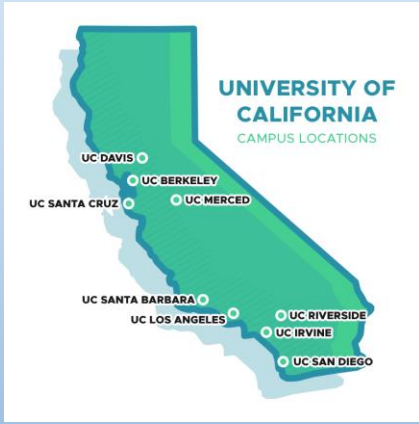 UNIVERSITY OF
CALIFORNIA
CAMPUS LOCATIONS
UC DAVIS
UC BERKELEY
UC SANTA CRUZ
UC MERCED
UC SANTA BARBARA
UC LOS ANGELES
UC RIVERSIDE
UC IRVINE
UC SAN DIEGO